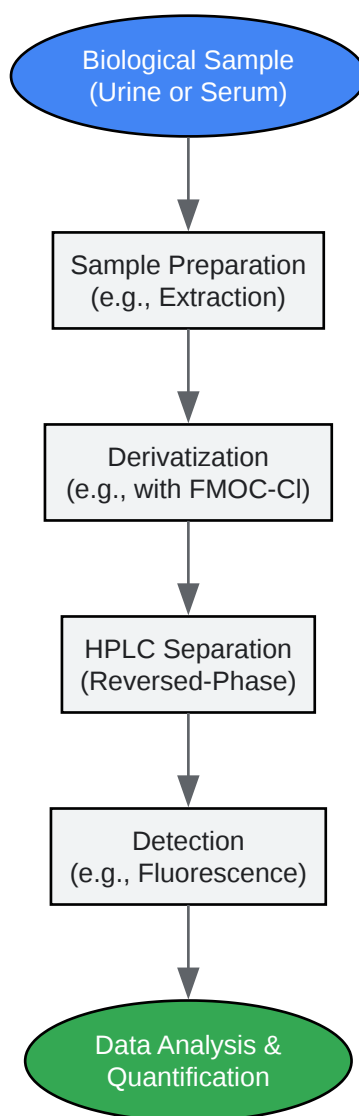 Biological Sample
(Urine or Serum)
Sample Preparation
(e.g., Extraction)
Derivatization
(e.g., with FMOC-Cl)
HPLC Separation
(Reversed-Phase)
Detection
(e.g., Fluorescence)
Data Analysis &
Quantification